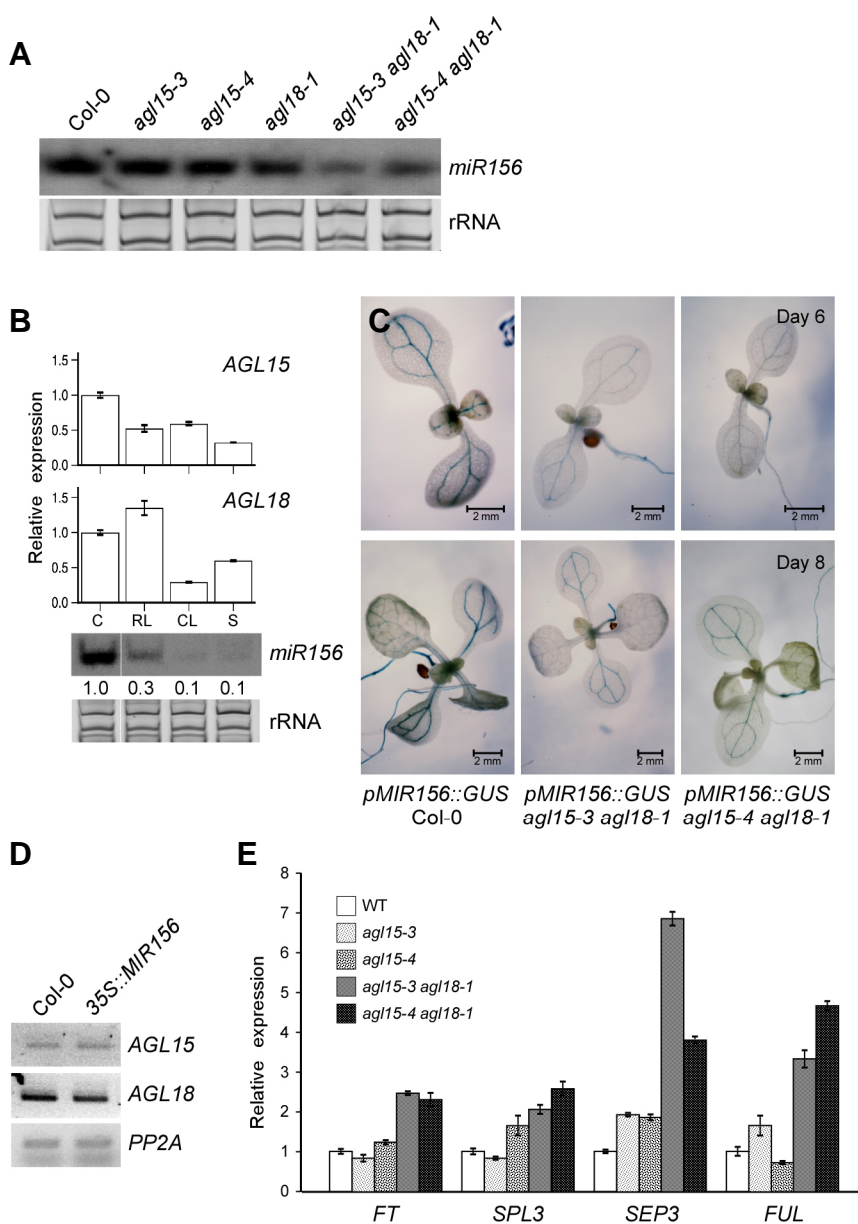 A
Col-0
agl15-3
agl15-4
agl18-1
agl15-3 agl18-1
agl15-4 agl18-1
miR156
rRNA
B
AGL15
1.5
1.0
0.5
0.0
Relative expression
AGL18
1.5
1.0
0.5
0.0
C RL CL S
miR156
1.0 0.3 0.1 0.1
rRNA
C
Day 6
2 mm
2 mm
2 mm
Day 8
2 mm
2 mm
2 mm
pMIR156::GUS
Col-0
pMIR156::GUS
agl15-3 agl18-1
pMIR156::GUS
agl15-4 agl18-1
D
Col-0
35S::MIR156
AGL15
AGL18
PP2A
E
Relative expression
8
7
6
5
4
3
2
1
0
WT
agl15-3
agl15-4
agl15-3 agl18-1
agl15-4 agl18-1
FT SPL3 SEP3 FUL